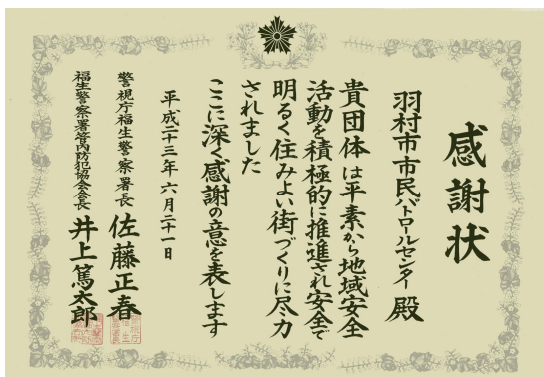 感謝状
羽村市市民パトロールセンター 殿
貴団体は平素から地域安全
活動を積極的に推進され安全で
明るく住みよい街づくりに尽力
されました
ここに深く感謝の意を表します
平成二十三年六月二十一日
警視庁福生警察署長 佐藤正春
福生警察署管内防犯協会会長 井上篤太郎